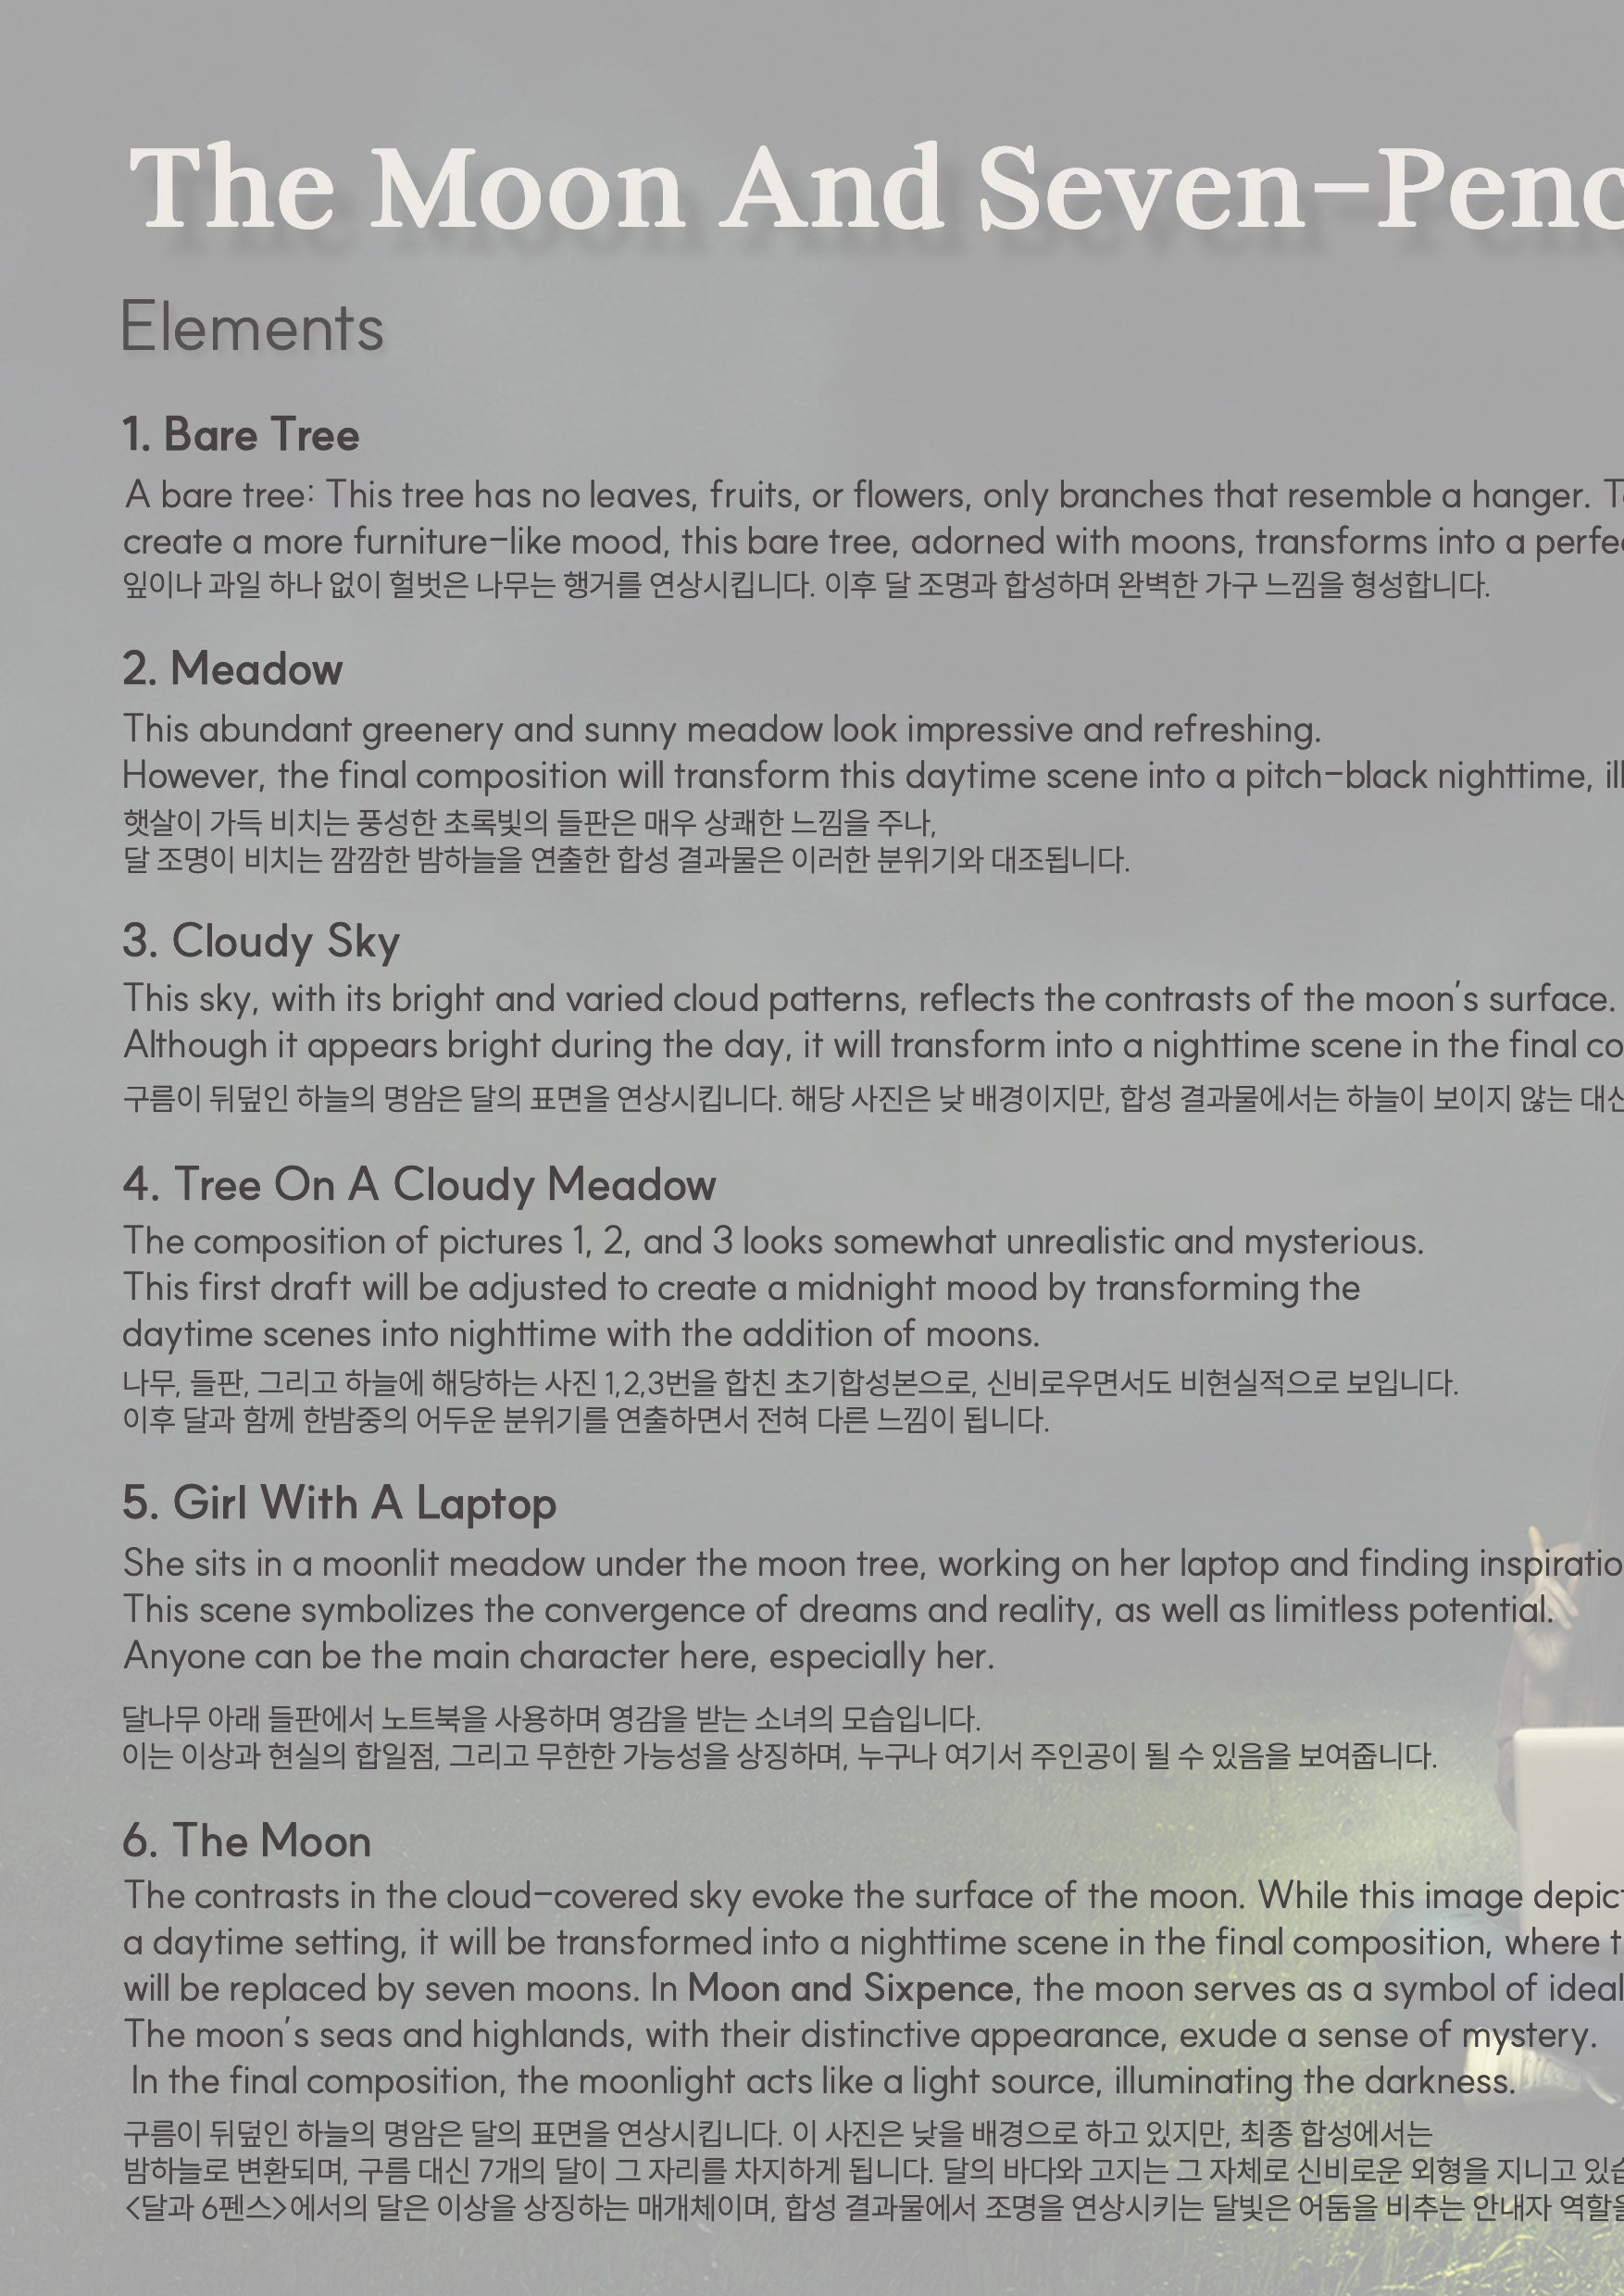 The Moon And Seven-Penc
Elements
1. Bare Tree
A bare tree: This tree has no leaves, fruits, or flowers, only branches that resemble a hanger.
create a more furniture-like mood, this bare tree, adorned with moons, transforms into a
잎이나 과일 하나 없이 헐벗은 나무는 행거를 연상시킵니다. 이후 달 조명과 합성하며 완벽한 가구 느낌을 형성합니다.
2. Meadow
This abundant greenery and sunny meadow look impressive and refreshing.
However, the final composition will transform this daytime scene into a pitch-black nighttime,
햇살이 가득 비치는 풍성한 초록빛의 들판은 매우 상쾌한 느낌을 주나,
달 조명이 비치는 깜깜한 밤하늘을 연출한 합성 결과물은 이러한 분위기와 대조됩니다.
3. Cloudy Sky
This sky, with its bright and varied cloud patterns, reflects the contrasts of the moon's surface.
Although it appears bright during the day, it will transform into a nighttime scene in the final
구름이 뒤덮인 하늘의 명암은 달의 표면을 연상시킵니다. 해당 사진은 낮 배경이지만, 합성 결과물에서는 하늘이 보이지 않는 대신
4. Tree On A Cloudy Meadow
The composition of pictures 1, 2, and 3 looks somewhat unrealistic and mysterious.
This first draft will be adjusted to create a midnight mood by transforming the
daytime scenes into nighttime with the addition of moons.
나무, 들판, 그리고 하늘에 해당하는 사진 1,2,3번을 합친 초기합성본으로, 신비로우면서도 비현실적으로 보입니다.
이후 달과 함께 한밤중의 어두운 분위기를 연출하면서 전혀 다른 느낌이 됩니다.
5. Girl With A Laptop
She sits in a moonlit meadow under the moon tree, working on her laptop and finding
This scene symbolizes the convergence of dreams and reality, as well as limitless potential.
Anyone can be the main character here, especially her.
달나무 아래 들판에서 노트북을 사용하며 영감을 받는 소녀의 모습입니다.
이는 이상과 현실의 합일점, 그리고 무한한 가능성을 상징하며, 누구나 여기서 주인공이 될 수 있음을 보여줍니다.
6. The Moon
The contrasts in the cloud-covered sky evoke the surface of the moon. While this image
a daytime setting, it will be transformed into a nighttime scene in the final composition, where
will be replaced by seven moons. In Moon and Sixpence, the moon serves as a symbol of
The moon's seas and highlands, with their distinctive appearance, exude a sense of mystery.
In the final composition, the moonlight acts like a light source, illuminating the darkness.
구름이 뒤덮인 하늘의 명암은 달의 표면을 연상시킵니다. 이 사진은 낮을 배경으로 하고 있지만, 최종 합성에서는
밤하늘로 변환되며, 구름 대신 7개의 달이 그 자리를 차지하게 됩니다. 달의 바다와 고지는 그 자체로 신비로운 외형을 지니고
<달과 6펜스>에서의 달은 이상을 상징하는 매개체이며, 합성 결과물에서 조명을 연상시키는 달빛은 어둠을 비추는 안내자